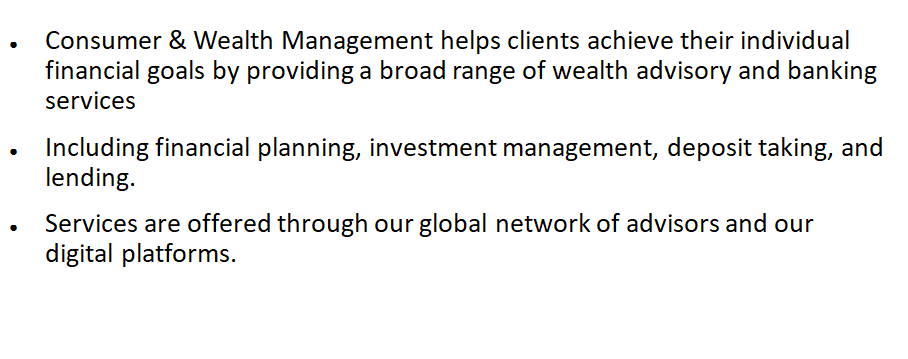 • Consumer & Wealth Management helps clients achieve their individual
financial goals by providing a broad range of wealth advisory and banking
services
• Including financial planning, investment management, deposit taking, and
lending.
• Services are offered through our global network of advisors and our
digital platforms.